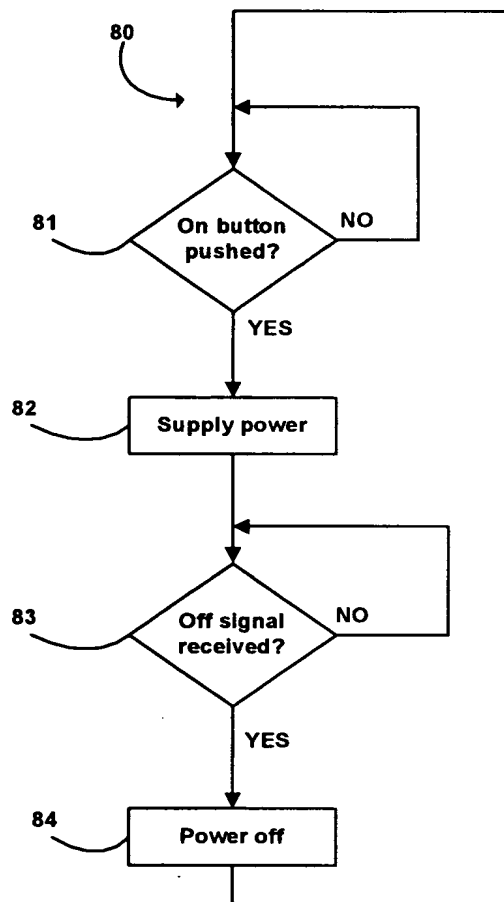 80
81
On button
pushed?
NO
YES
82
Supply power
83
Off signal
received?
NO
YES
84
Power off